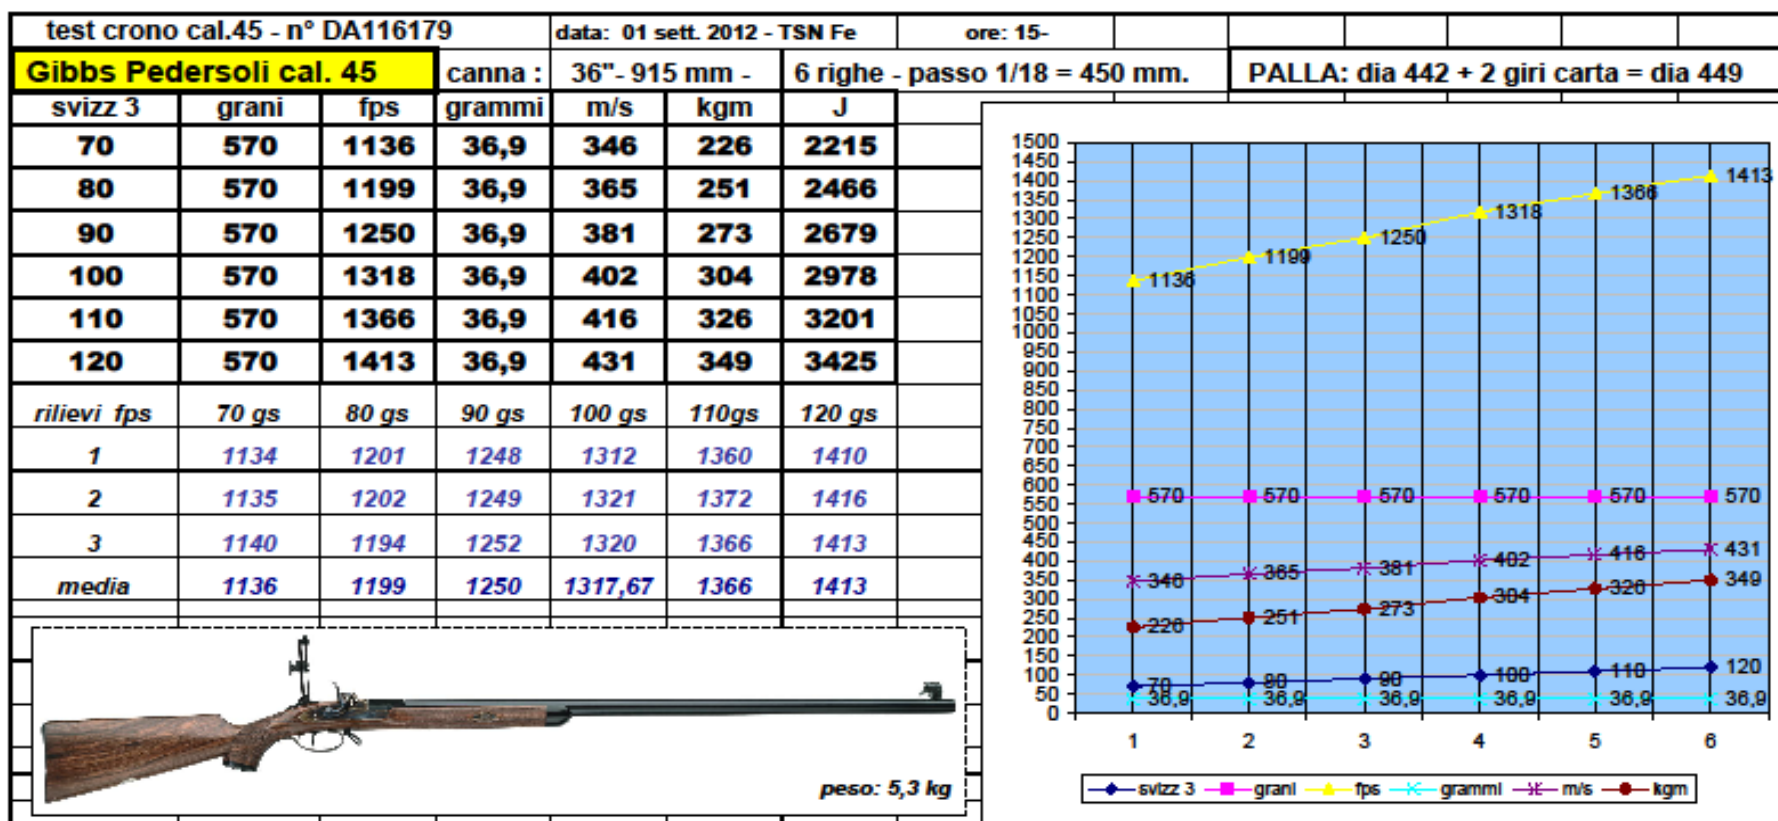 test crono cal.45 - n° DA116179 data: 01 sett. 2012 - TSN Fe ore: 15-
Gibbs Pedersoli cal. 45 canna : 36"- 915 mm - 6 righe - passo 1/18 = 450 mm. PALLA: dia 442 + 2 giri carta = dia 449
svizz 3 grani fps grammi m/s kgm J
70 570 1136 36,9 346 226 2215
80 570 1199 36,9 365 251 2466
90 570 1250 36,9 381 273 2679
100 570 1318 36,9 402 304 2978
110 570 1366 36,9 416 326 3201
120 570 1413 36,9 431 349 3425
rilievi fps 70 gs 80 gs 90 gs 100 gs 110gs 120 gs
1 1134 1201 1248 1312 1360 1410
2 1135 1202 1249 1321 1372 1416
3 1140 1194 1252 1320 1366 1413
media 1136 1199 1250 1317,67 1366 1413
peso: 5,3 kg
1500
1450
1400
1350
1300
1250
1200
1150
1100
1050
1000
950
900
850
800
750
700
650
600
550
500
450
400
350
300
250
200
150
100
50
0
1136 1199 1250 1318 1366 1413
570 570 570 570 570 570
346 365 381 402 416 431
226 251 273 304 326 349
70 80 90 100 110 120
36,9 36,9 36,9 36,9 36,9 36,9
1 2 3 4 5 6
svizz 3 grani fps grammi m/s kgm